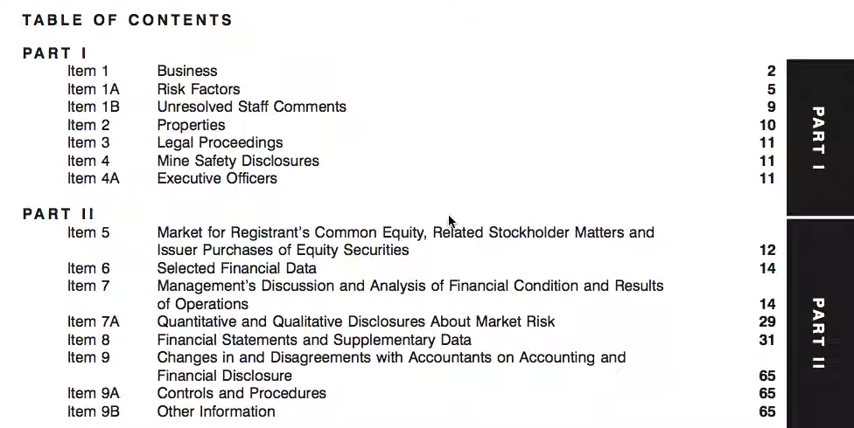 TABLE OF CONTENTS
PART I
Item 1 Business 2
Item 1A Risk Factors 5
Item 1B Unresolved Staff Comments 9
Item 2 Properties 10
Item 3 Legal Proceedings 11
Item 4 Mine Safety Disclosures 11
Item 4A Executive Officers 11
PART II
Item 5 Market for Registrant's Common Equity, Related Stockholder Matters and
Issuer Purchases of Equity Securities 12
Item 6 Selected Financial Data 14
Item 7 Management's Discussion and Analysis of Financial Condition and Results
of Operations 14
Item 7A Quantitative and Qualitative Disclosures About Market Risk 29
Item 8 Financial Statements and Supplementary Data 31
Item 9 Changes in and Disagreements with Accountants on Accounting and
Financial Disclosure 65
Item 9A Controls and Procedures 65
Item 9B Other Information 65
PART I
PART II